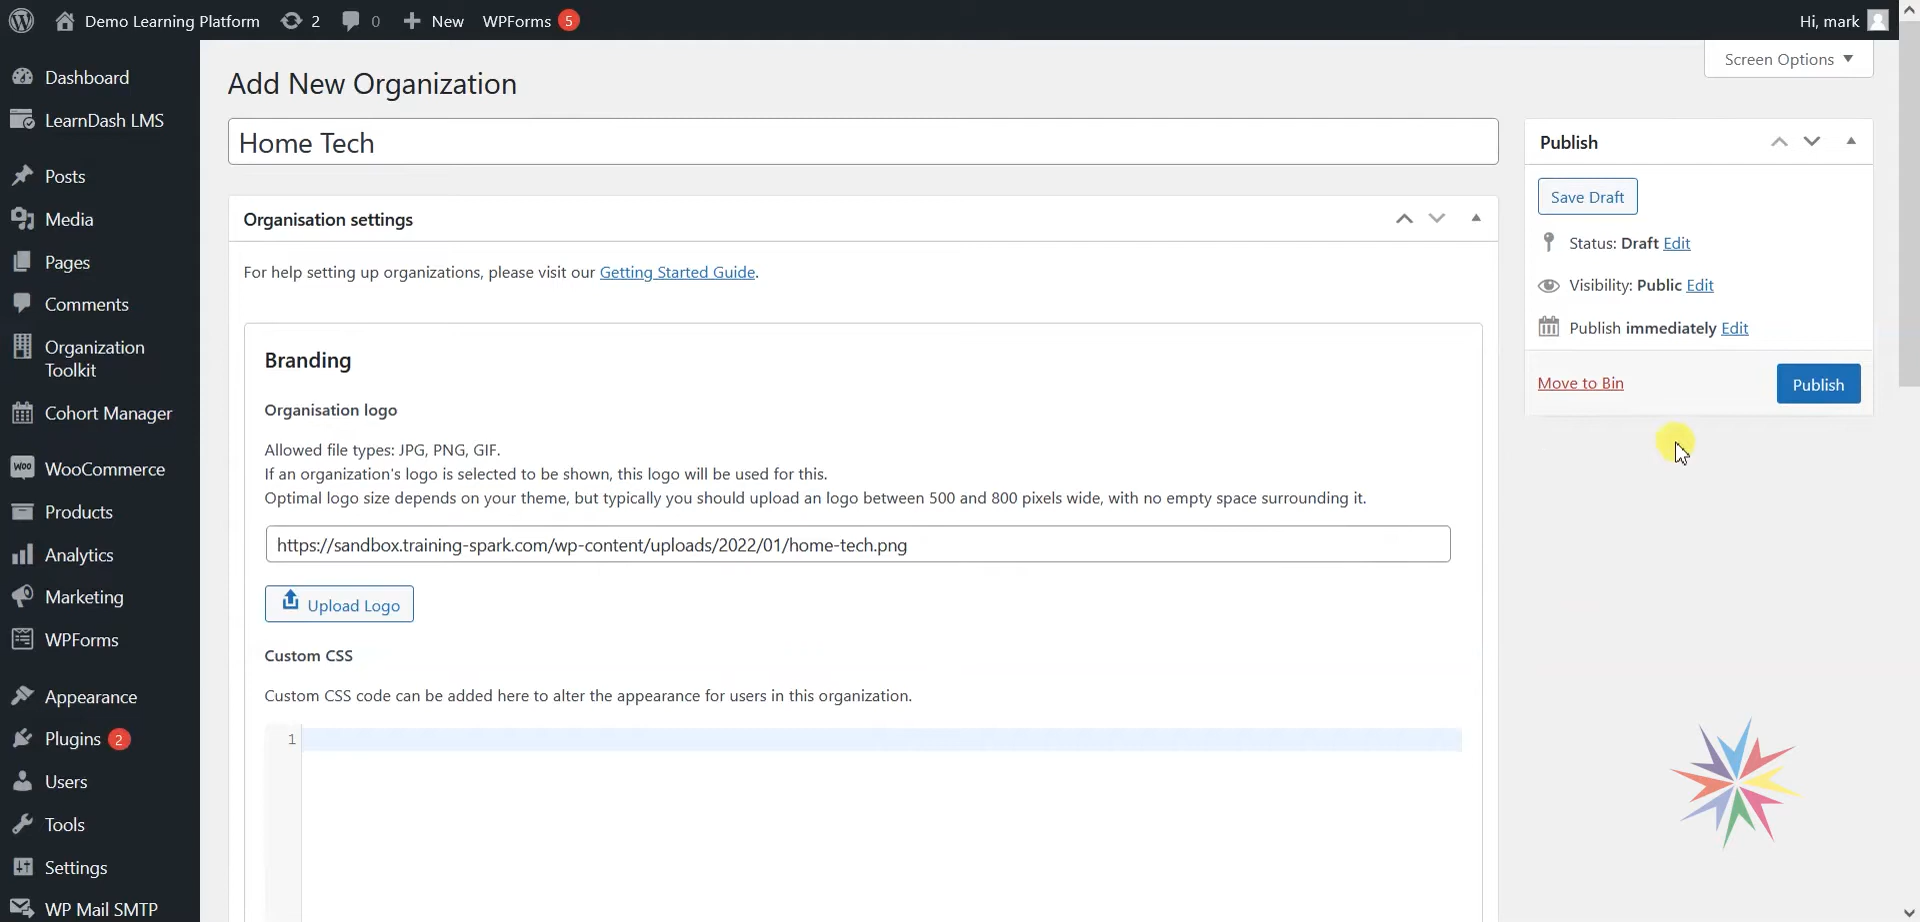 Demo Learning Platform 2 0 New WPForms 5 Hi, mark
Dashboard
LearnDash LMS
Posts
Media
Pages
Comments
Organization
Toolkit
Cohort Manager
WOO WooCommerce
Products
Analytics
Marketing
WPForms
Appearance
Plugins 2
Users
Tools
Settings
WP Mail SMTP
Screen Options
Add New Organization
Home Tech
Organisation settings
For help setting up organizations, please visit our Getting Started Guide.
Branding
Organisation logo
Allowed file types: JPG, PNG, GIF.
If an organization's logo is selected to be shown, this logo will be used for this.
Optimal logo size depends on your theme, but typically you should upload an logo between 500 and 800 pixels wide, with no empty space surrounding it.
https://sandbox.training-spark.com/wp-content/uploads/2022/01/home-tech.png
Upload Logo
Custom CSS
Custom CSS code can be added here to alter the appearance for users in this organization.
1
Publish
Save Draft
Status: Draft Edit
Visibility: Public Edit
Publish immediately Edit
Move to Bin Publish